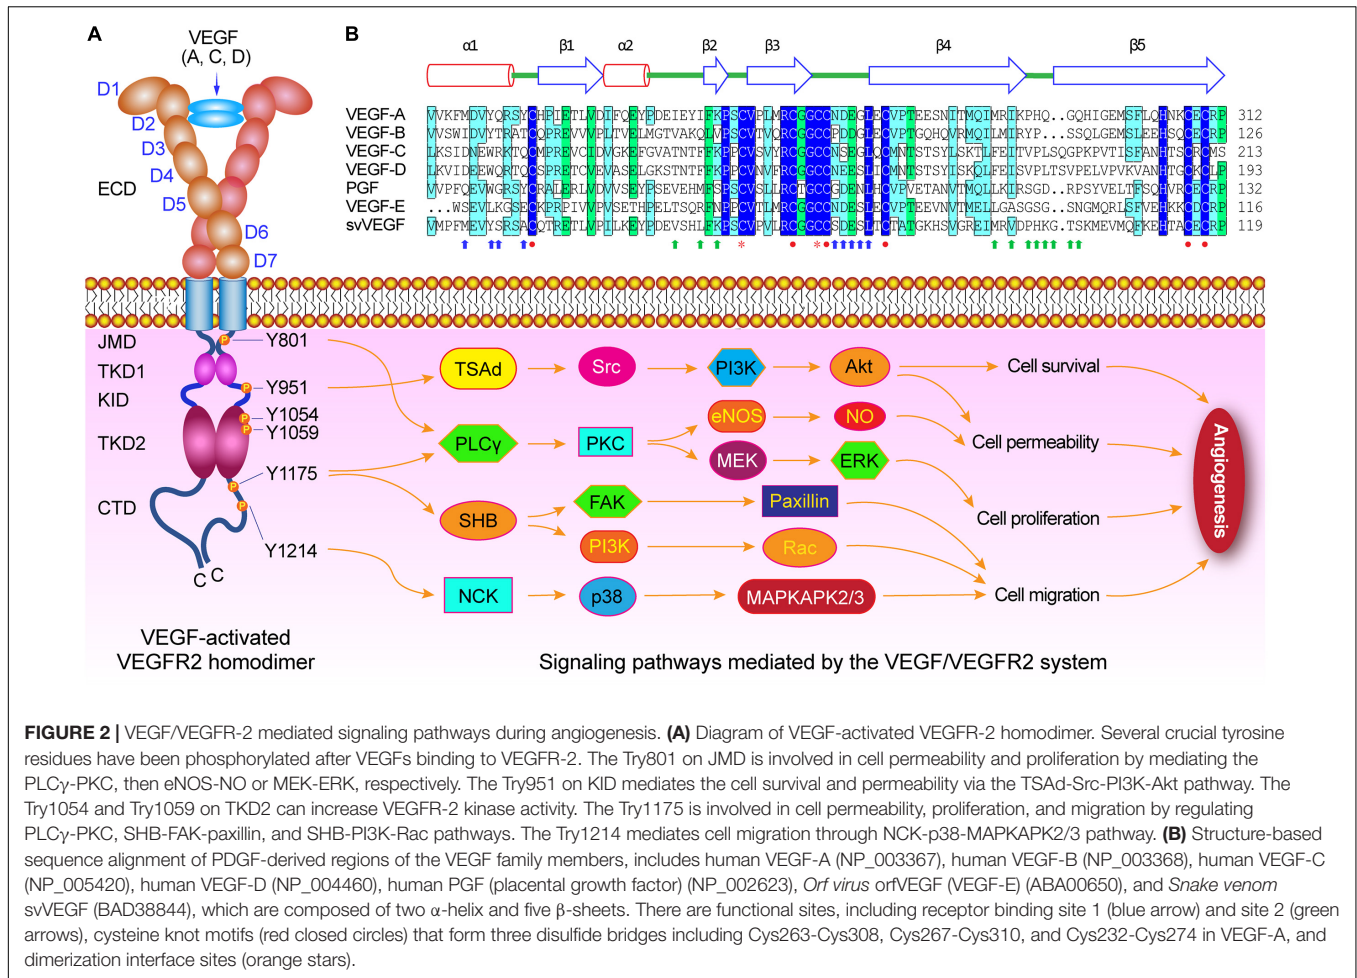 A
VEGF
(A, C, D)
D1
D2
D3
D4
ECD
D5
D6
D7
B
α1 β1 α2 β2 β3 β4 β5
VEGF-A 312
VEGF-B 126
VEGF-C 213
VEGF-D 193
PGF 132
VEGF-E 116
svVEGF 119
JMD
TKD1
KID
TKD2
CTD
P
P
P
P
P
P
Y801
Y951
Y1054
Y1059
Y1175
Y1214
C C
VEGF-activated
VEGFR2 homodimer
TSAd Src PI3K Akt Cell survival
eNOS NO
PLCγ PKC Cell permeability
MEK ERK
FAK Paxillin
SHB Cell proliferation
PI3K Rac
NCK p38 MAPKAPK2/3 Cell migration
Angiogenesis
Signaling pathways mediated by the VEGF/VEGFR2 system
FIGURE 2 | VEGF/VEGFR-2 mediated signaling pathways during angiogenesis. (A) Diagram of VEGF-activated VEGFR-2 homodimer. Several crucial tyrosine
residues have been phosphorylated after VEGFs binding to VEGFR-2. The Try801 on JMD is involved in cell permeability and proliferation by mediating the
PLCγ-PKC, then eNOS-NO or MEK-ERK, respectively. The Try951 on KID mediates the cell survival and permeability via the TSAd-Src-PI3K-Akt pathway. The
Try1054 and Try1059 on TKD2 can increase VEGFR-2 kinase activity. The Try1175 is involved in cell permeability, proliferation, and migration by regulating
PLCγ-PKC, SHB-FAK-paxillin, and SHB-PI3K-Rac pathways. The Try1214 mediates cell migration through NCK-p38-MAPKAPK2/3 pathway. (B) Structure-based
sequence alignment of PDGF-derived regions of the VEGF family members, includes human VEGF-A (NP_003367), human VEGF-B (NP_003368), human VEGF-C
(NP_005420), human VEGF-D (NP_004460), human PGF (placental growth factor) (NP_002623), Orf virus orfVEGF (VEGF-E) (ABA00650), and Snake venom
svVEGF (BAD38844), which are composed of two α-helix and five β-sheets. There are functional sites, including receptor binding site 1 (blue arrow) and site 2 (green
arrows), cysteine knot motifs (red closed circles) that form three disulfide bridges including Cys263-Cys308, Cys267-Cys310, and Cys232-Cys274 in VEGF-A, and
dimerization interface sites (orange stars).